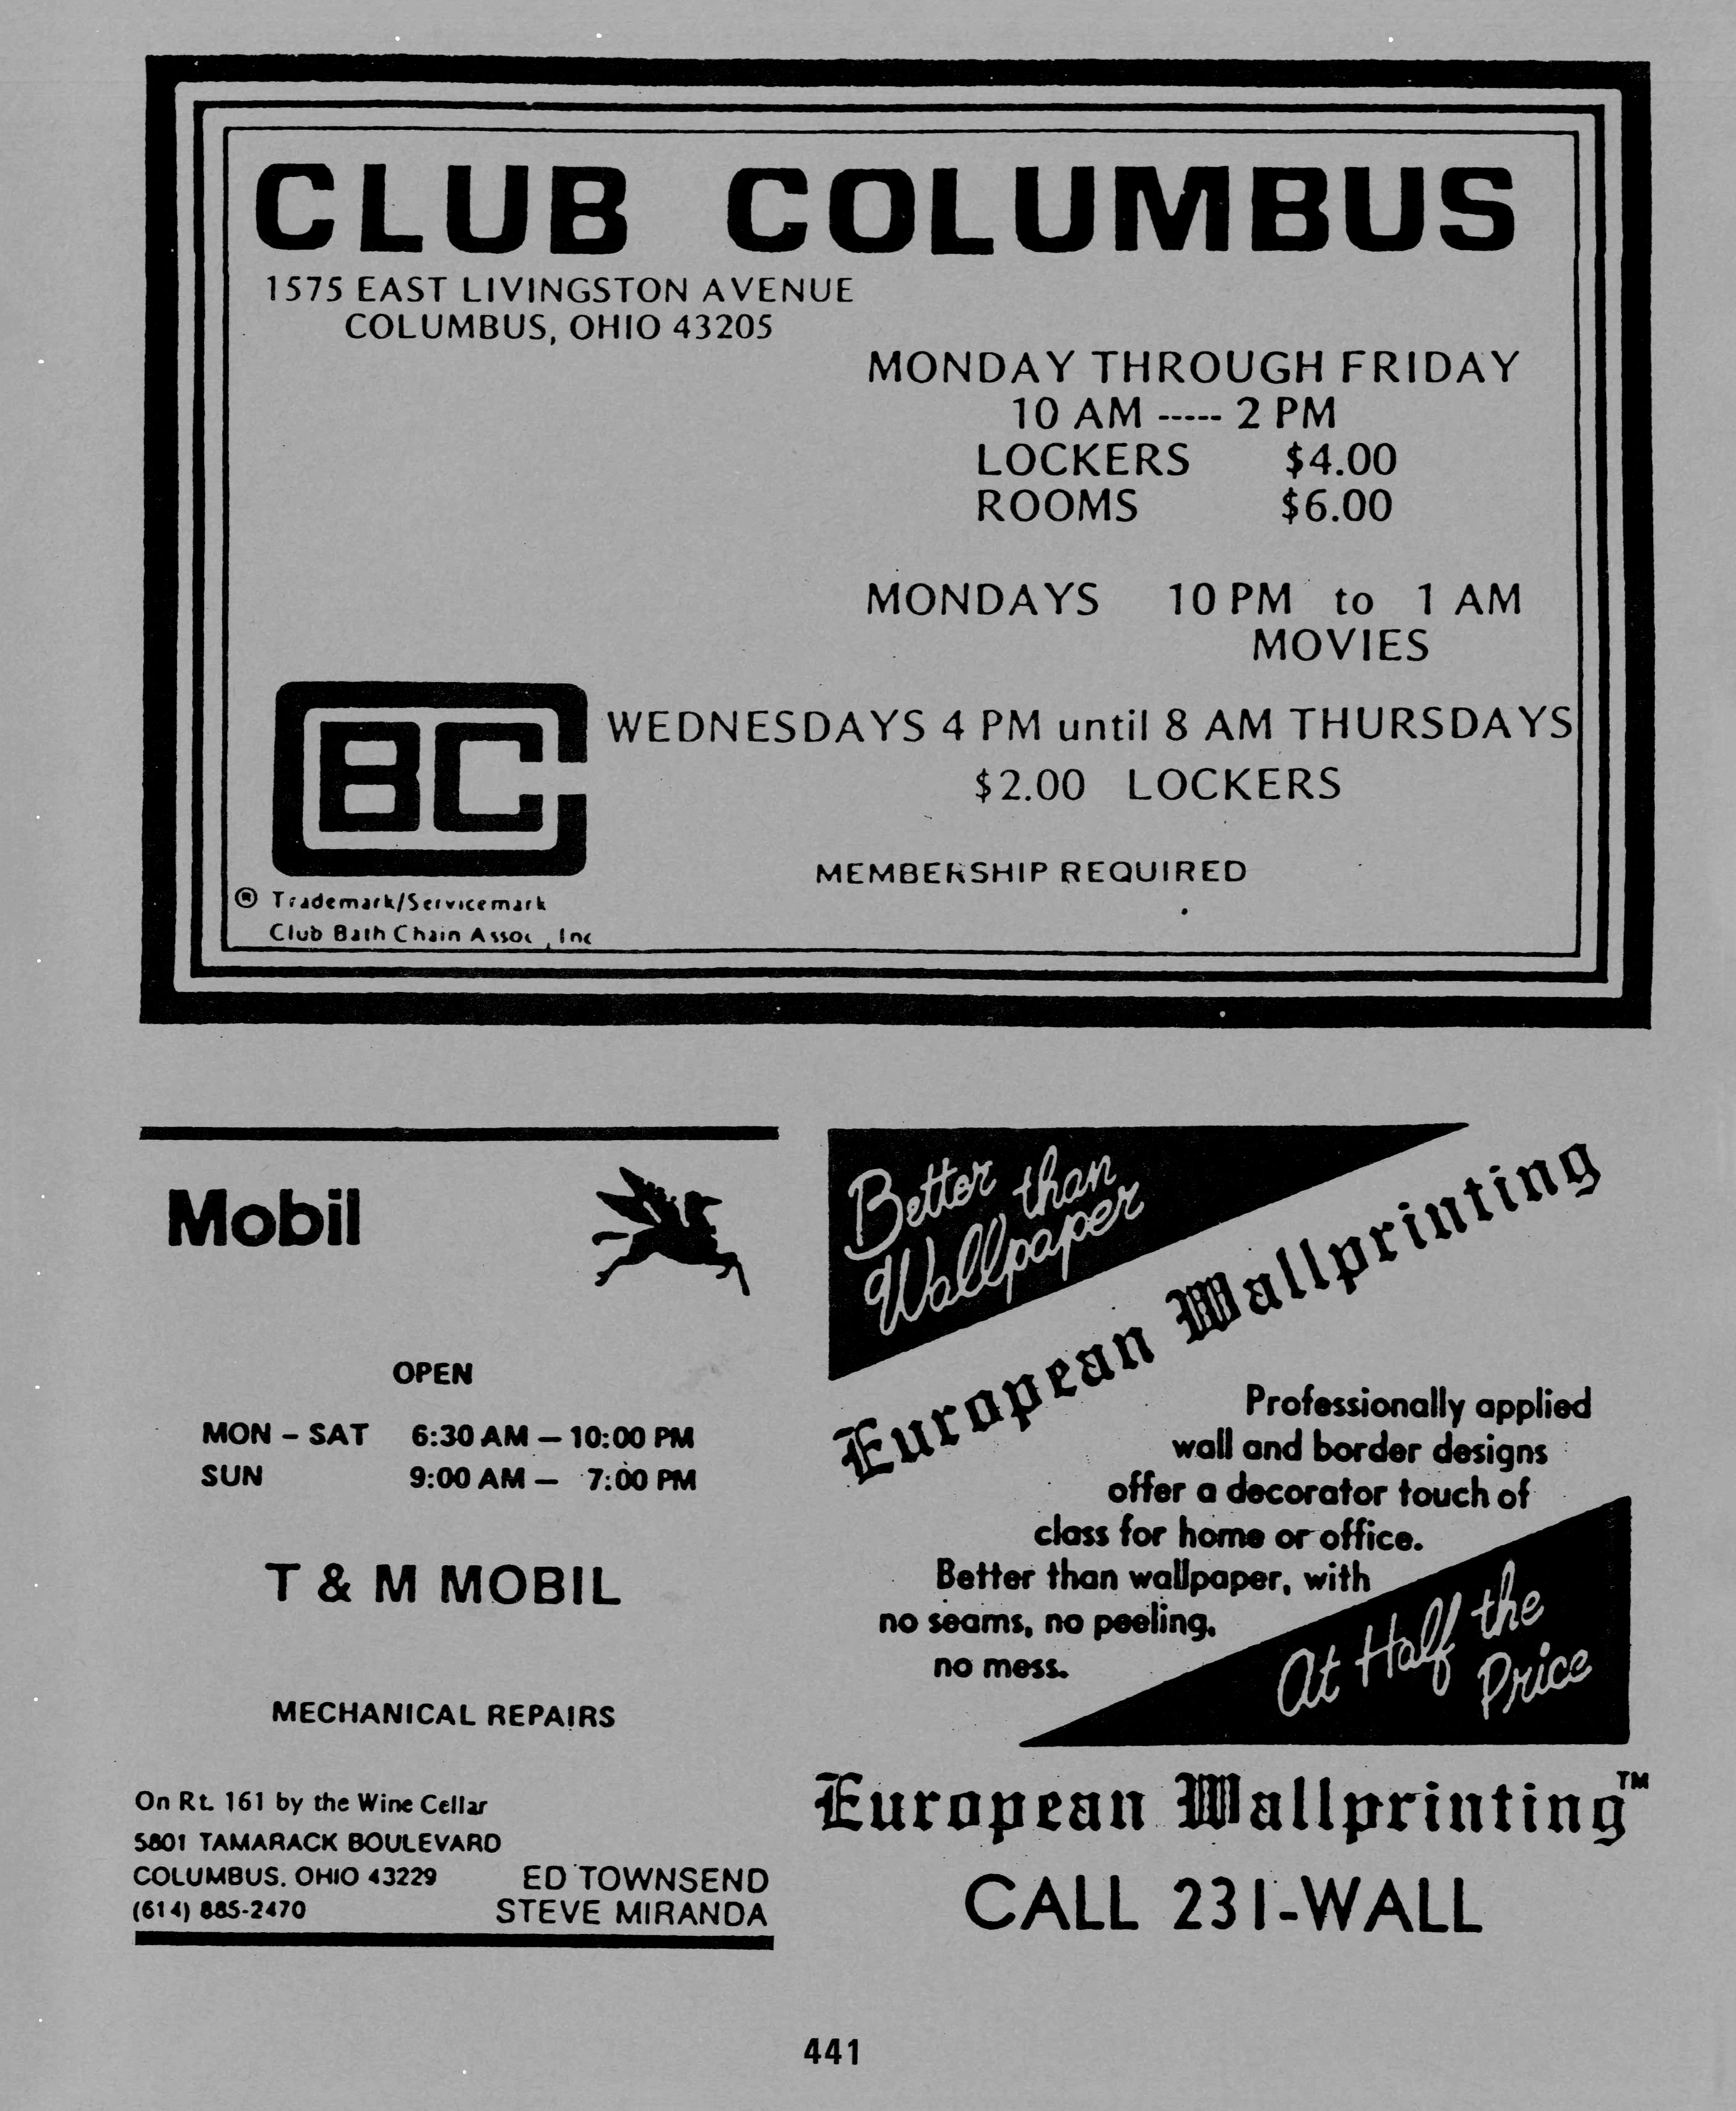 CLUB COLUMBUS
1575 EAST LIVINGSTON AVENUE
COLUMBUS, OHIO 43205
MONDAY THROUGH FRIDAY
10 AM ----- 2 PM
LOCKERS $4.00
ROOMS $6.00
MONDAYS 10 PM to 1 AM
MOVIES
WEDNESDAYS 4 PM until 8 AM THURSDAYS
$2.00 LOCKERS
MEMBERSHIP REQUIRED
CBC
® Trademark/Servicemark
Club Bath Chain Assoc., Inc
Mobil
OPEN
MON – SAT 6:30 AM – 10:00 PM
SUN 9:00 AM – 7:00 PM
T & M MOBIL
MECHANICAL REPAIRS
On Rt. 161 by the Wine Cellar
5801 TAMARACK BOULEVARD
COLUMBUS, OHIO 43229
(614) 885-2470
ED TOWNSEND
STEVE MIRANDA
Better than
Wallpaper
European Wallprinting
Professionally applied
wall and border designs
offer a decorator touch of
class for home or office.
Better than wallpaper, with
no seams, no peeling,
no mess.
At Half the
Price
European Wallprinting™
CALL 231-WALL
441